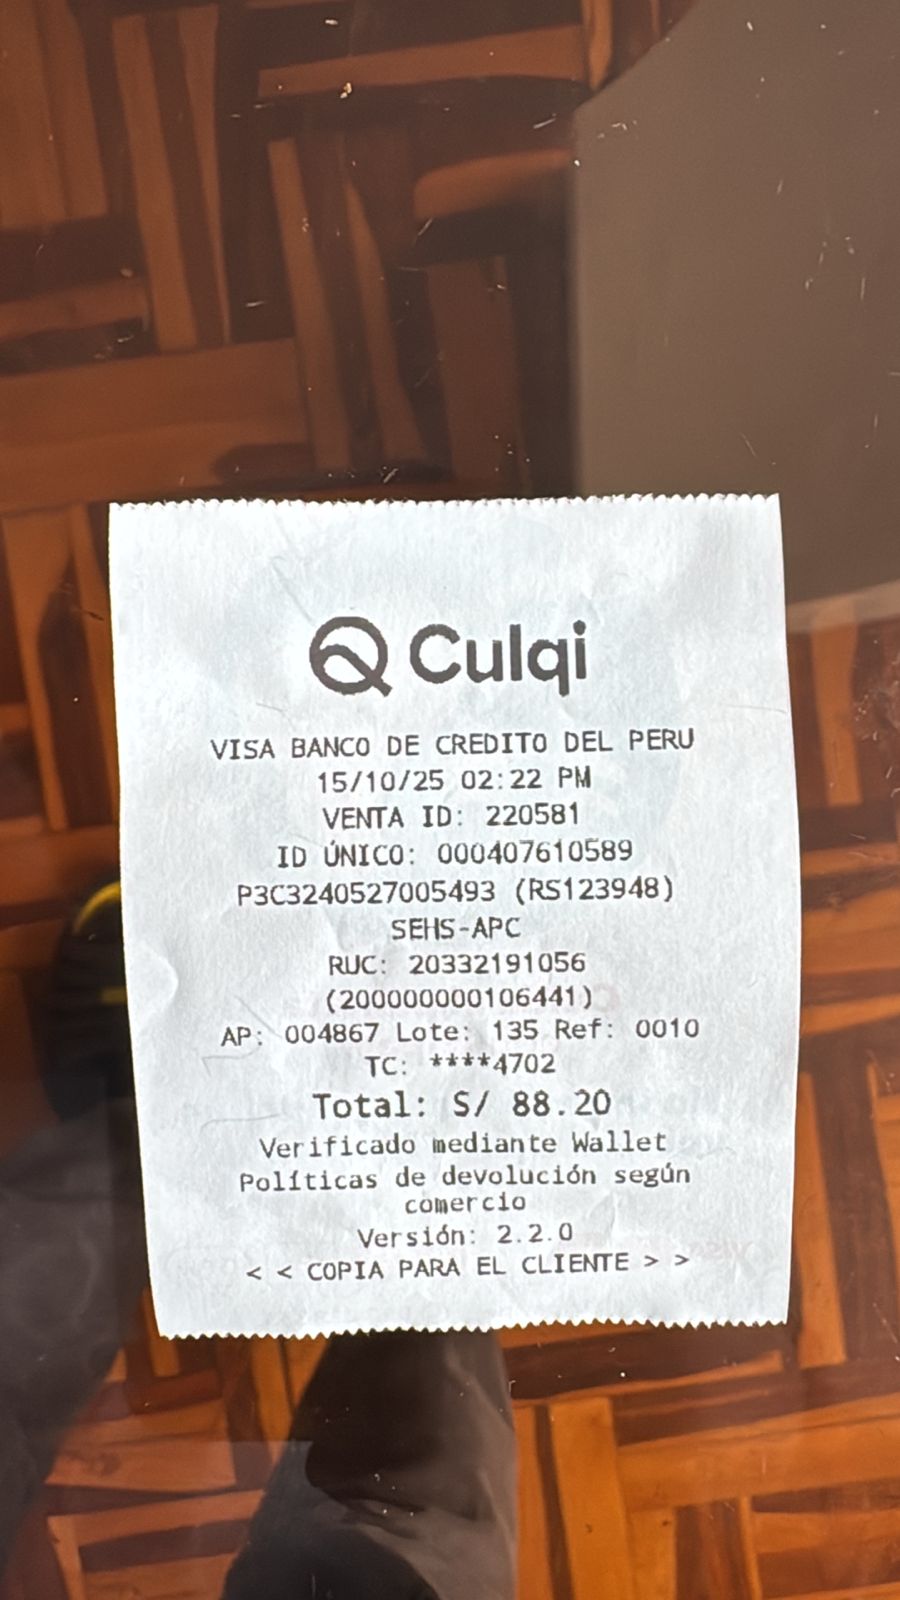 Culqi
VISA BANCO DE CREDITO DEL PERU
15/10/25 02:22 PM
VENTA ID: 220581
ID ÚNICO: 000407610589
P3C3240527005493 (RS123948)
SEHS-APC
RUC: 20332191056
(200000000106441)
AP: 004867 Lote: 135 Ref: 0010
TC: ****4702
Total: S/ 88.20
Verificado mediante Wallet
Políticas de devolución según
comercio
Versión: 2.2.0
< < COPIA PARA EL CLIENTE > >